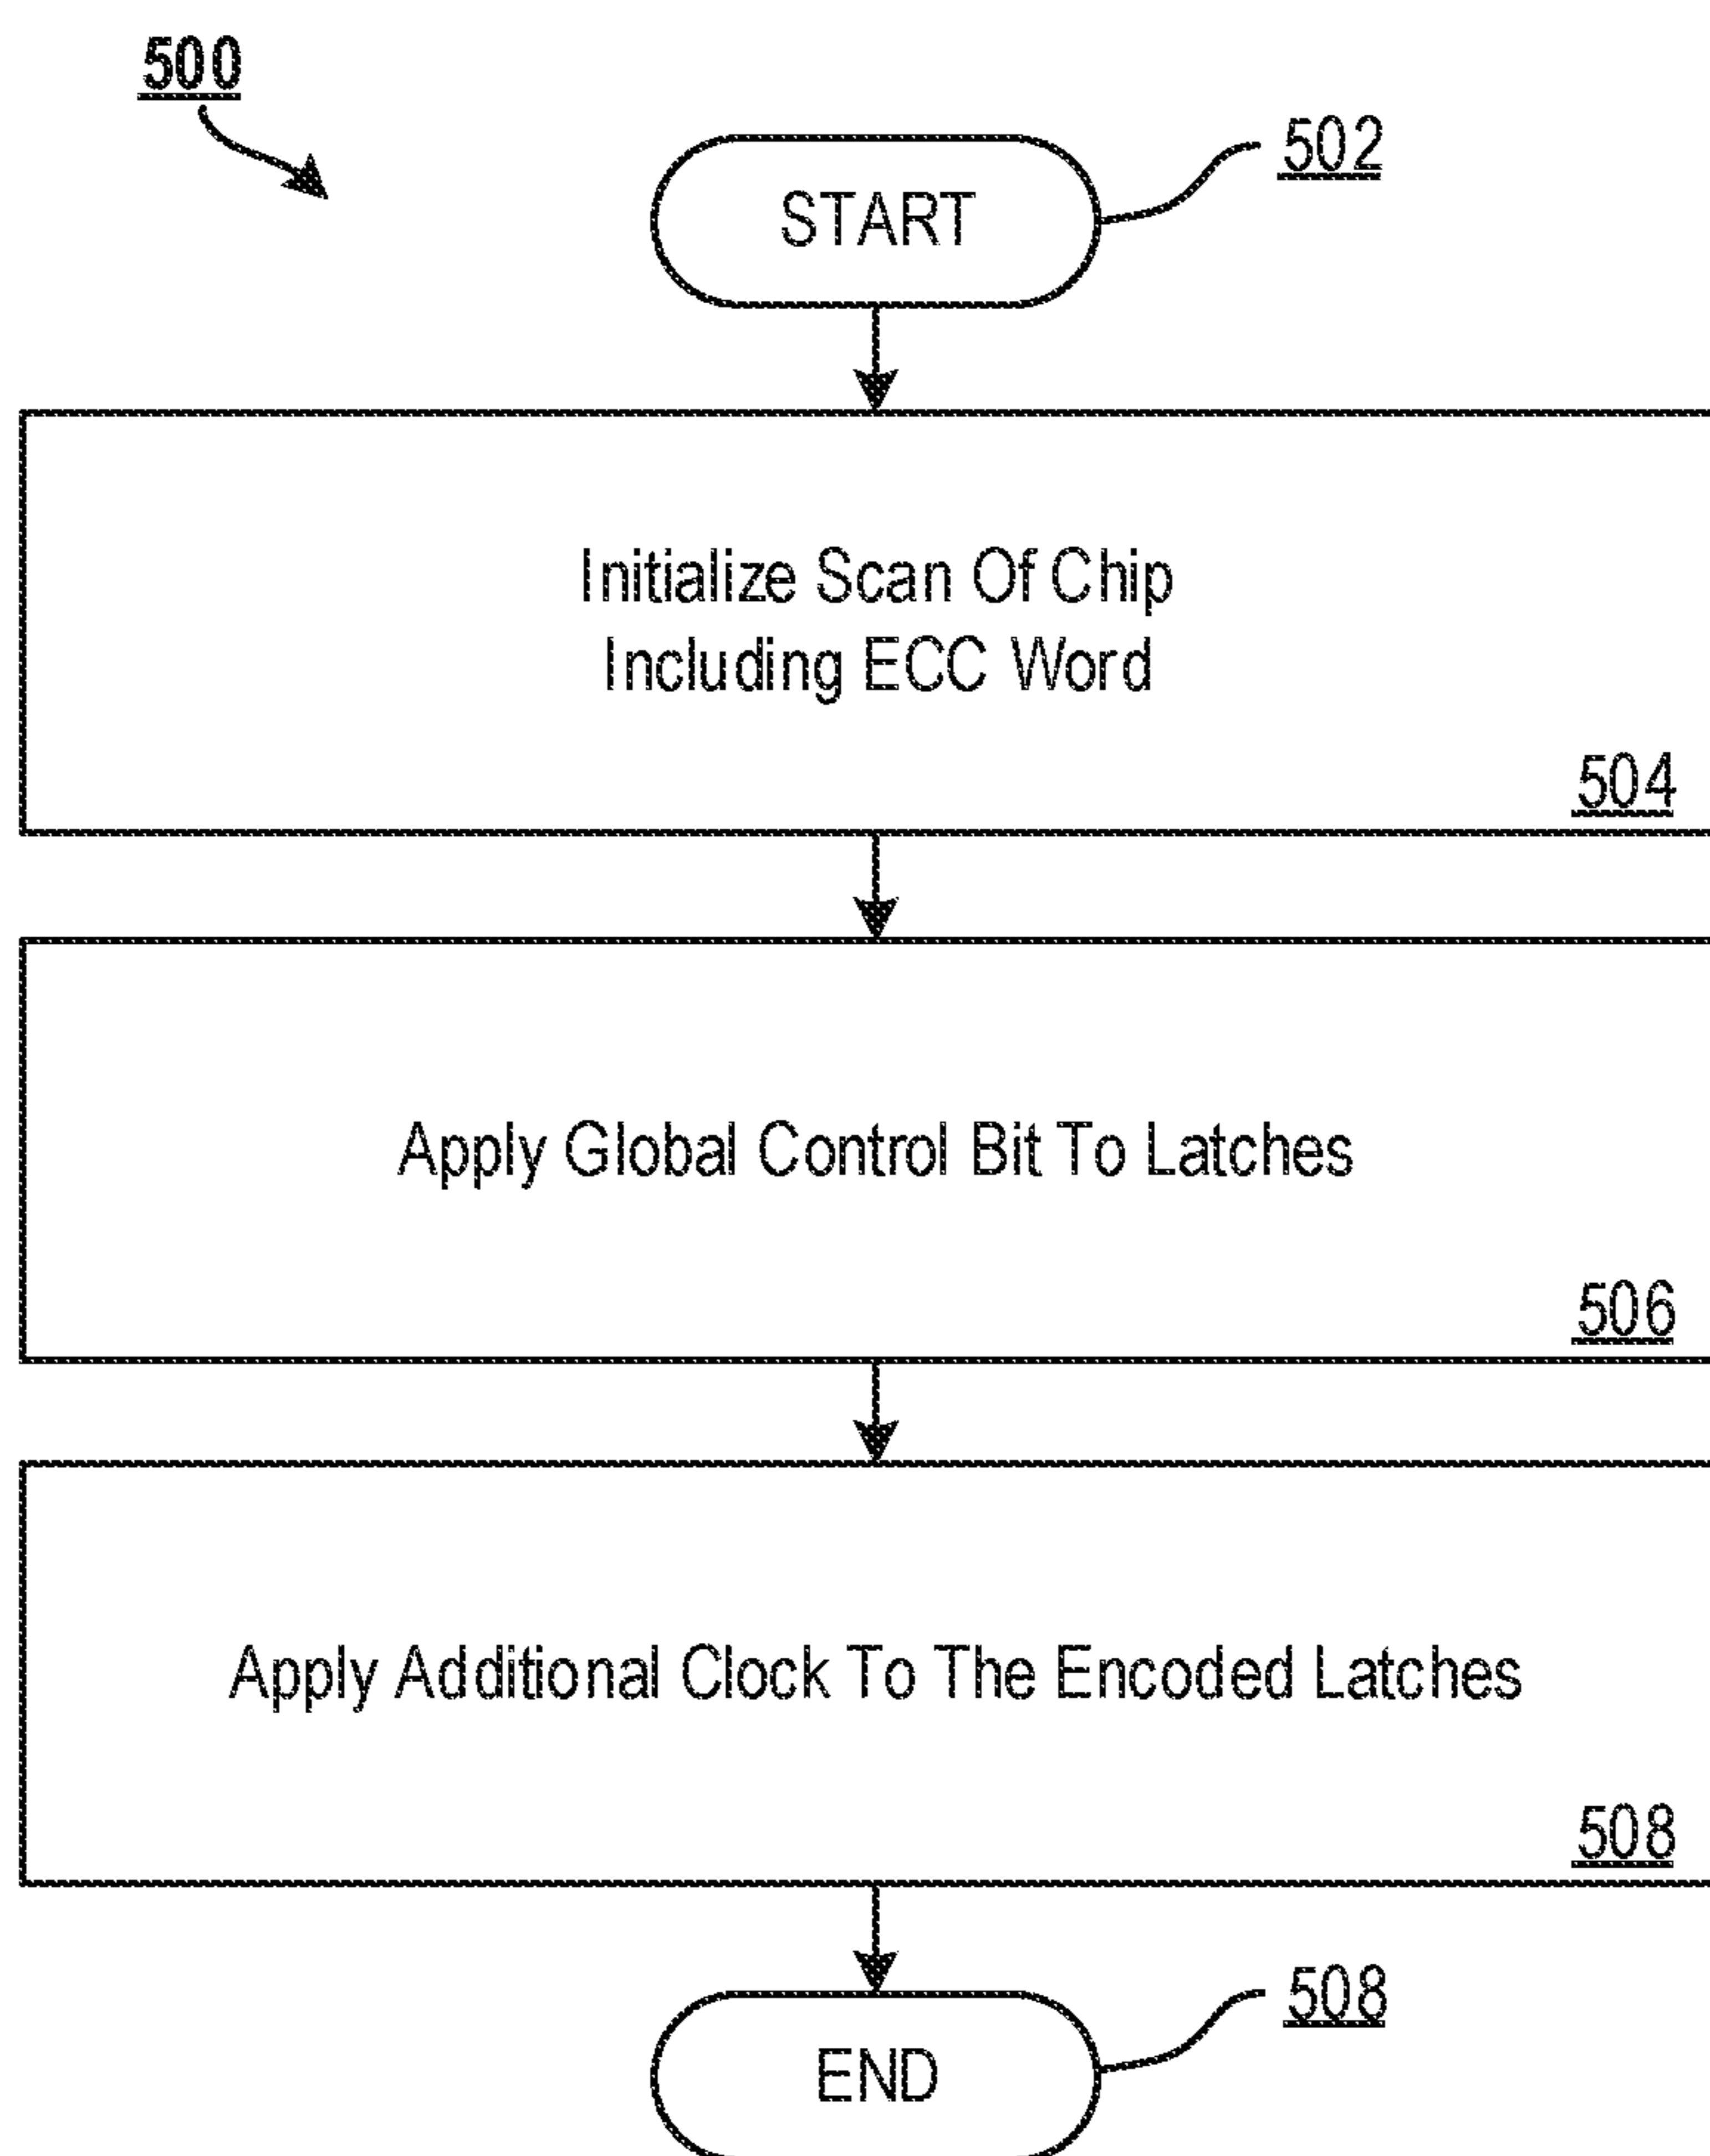 500
502
START
Initialize Scan Of Chip
Including ECC Word
504
Apply Global Control Bit To Latches
506
Apply Additional Clock To The Encoded Latches
508
508
END